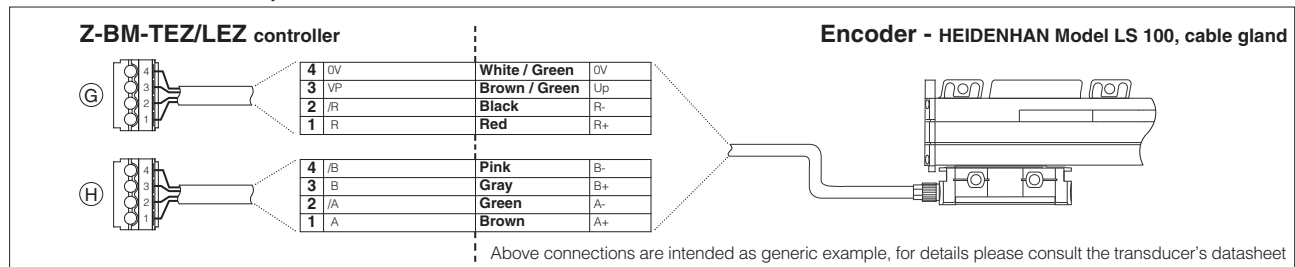 Z-BM-TEZ/LEZ controller
Encoder - HEIDENHAN Model LS 100, cable gland
G
4
3
2
1
4 0V White / Green 0V
3 VP Brown / Green Up
2 /R Black R-
1 R Red R+
H
4
3
2
1
4 /B Pink B-
3 B Gray B+
2 /A Green A-
1 A Brown A+
Above connections are intended as generic example, for details please consult the transducer's datasheet